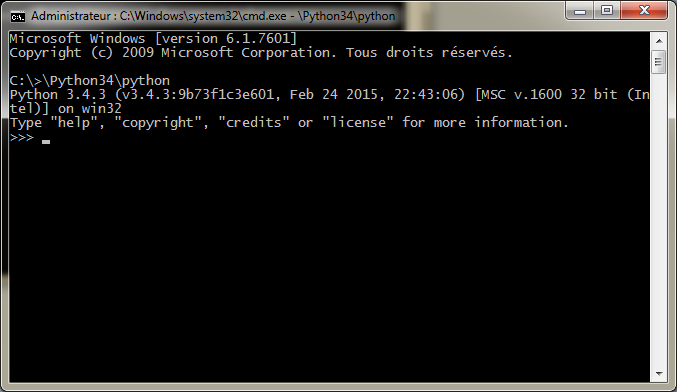 Administrateur : C:\Windows\system32\cmd.exe - \Python34\python
Microsoft Windows [version 6.1.7601]
Copyright (c) 2009 Microsoft Corporation. Tous droits réservés.
C:\>\Python34\python
Python 3.4.3 (v3.4.3:9b73f1c3e601, Feb 24 2015, 22:43:06) [MSC v.1600 32 bit (In
tel)] on win32
Type "help", "copyright", "credits" or "license" for more information.
>>>